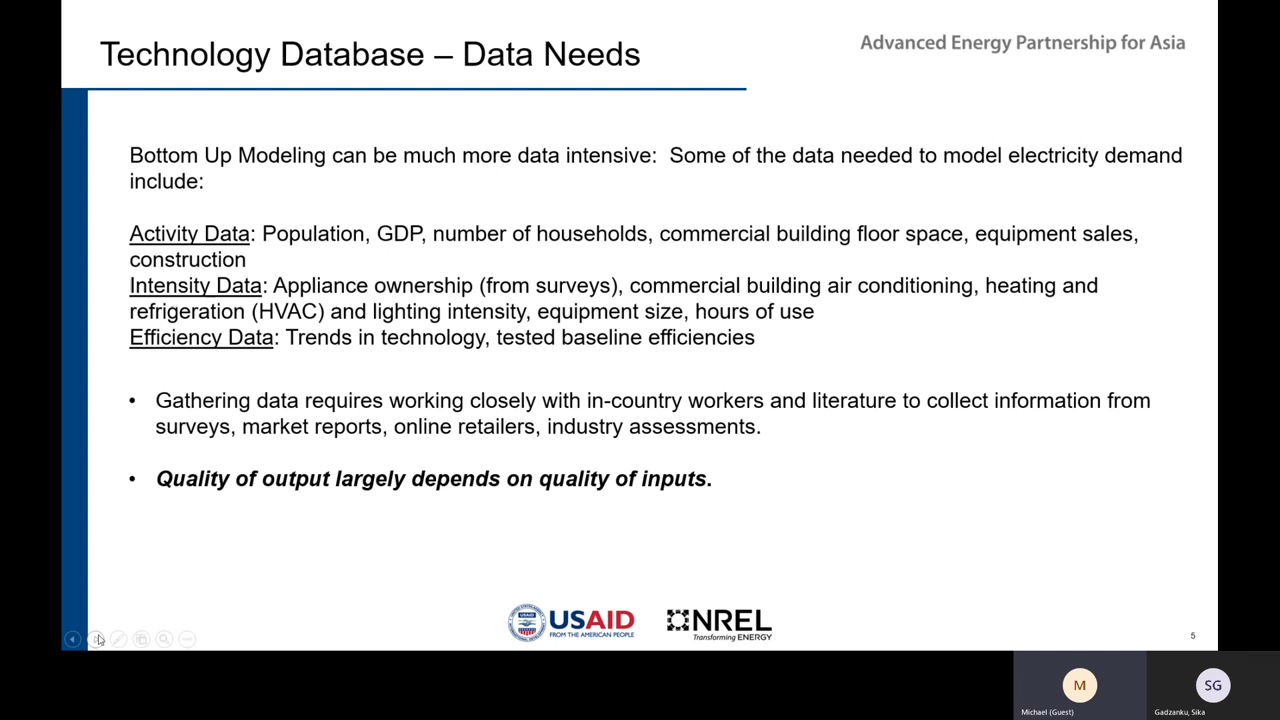 Technology Database – Data Needs
Advanced Energy Partnership for Asia
Bottom Up Modeling can be much more data intensive:  Some of the data needed to model electricity demand
include:
Activity Data: Population, GDP, number of households, commercial building floor space, equipment sales,
construction
Intensity Data: Appliance ownership (from surveys), commercial building air conditioning, heating and
refrigeration (HVAC) and lighting intensity, equipment size, hours of use
Efficiency Data: Trends in technology, tested baseline efficiencies
• Gathering data requires working closely with in-country workers and literature to collect information from
surveys, market reports, online retailers, industry assessments.
• Quality of output largely depends on quality of inputs.
USAID
FROM THE AMERICAN PEOPLE
NREL
Transforming ENERGY
5
M
Michael (Guest)
SG
Gadzanku, Sika